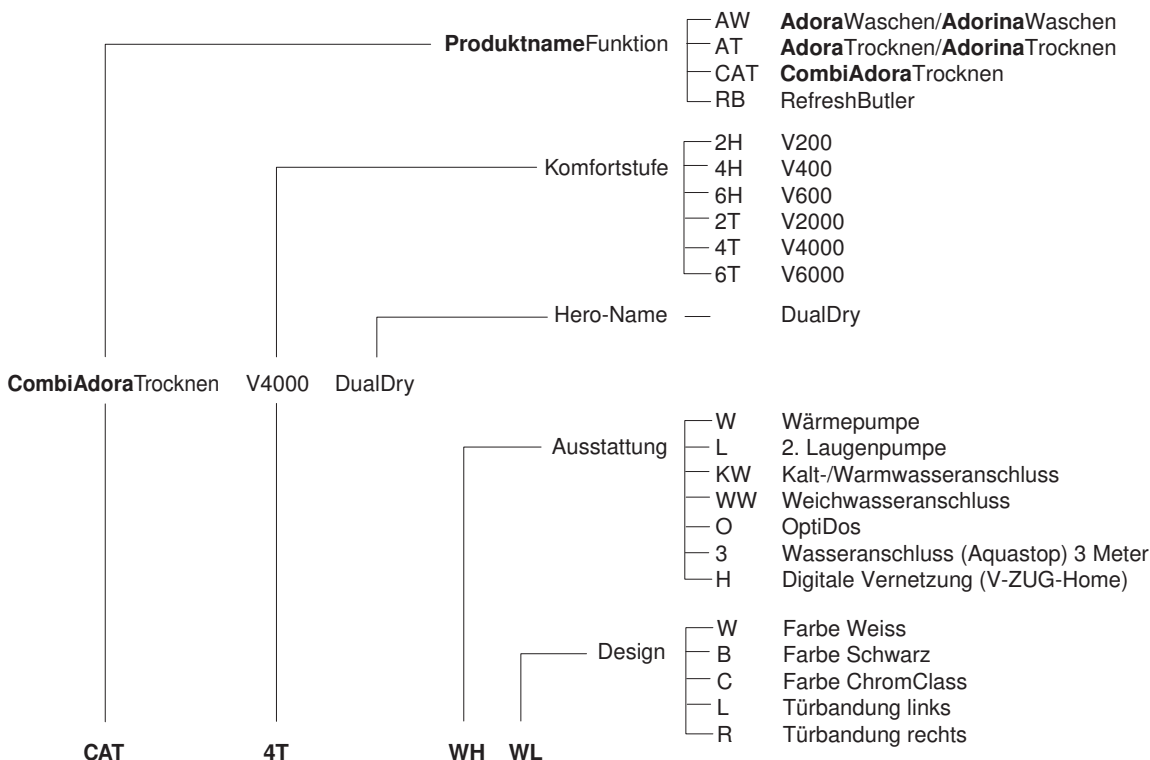 AW AdoraWaschen/AdorinaWaschen
ProduktnameFunktion
AT AdoraTrocknen/AdorinaTrocknen
CAT CombiAdoraTrocknen
RB RefreshButler
2H V200
Komfortstufe
4H V400
6H V600
2T V2000
4T V4000
6T V6000
Hero-Name DualDry
CombiAdoraTrocknen V4000 DualDry
W Wärmepumpe
Ausstattung
L 2. Laugenpumpe
KW Kalt-/Warmwasseranschluss
WW Weichwasseranschluss
O OptiDos
3 Wasseranschluss (Aquastop) 3 Meter
H Digitale Vernetzung (V-ZUG-Home)
W Farbe Weiss
Design
B Farbe Schwarz
C Farbe ChromClass
L Türbandung links
R Türbandung rechts
CAT 4T WH WL